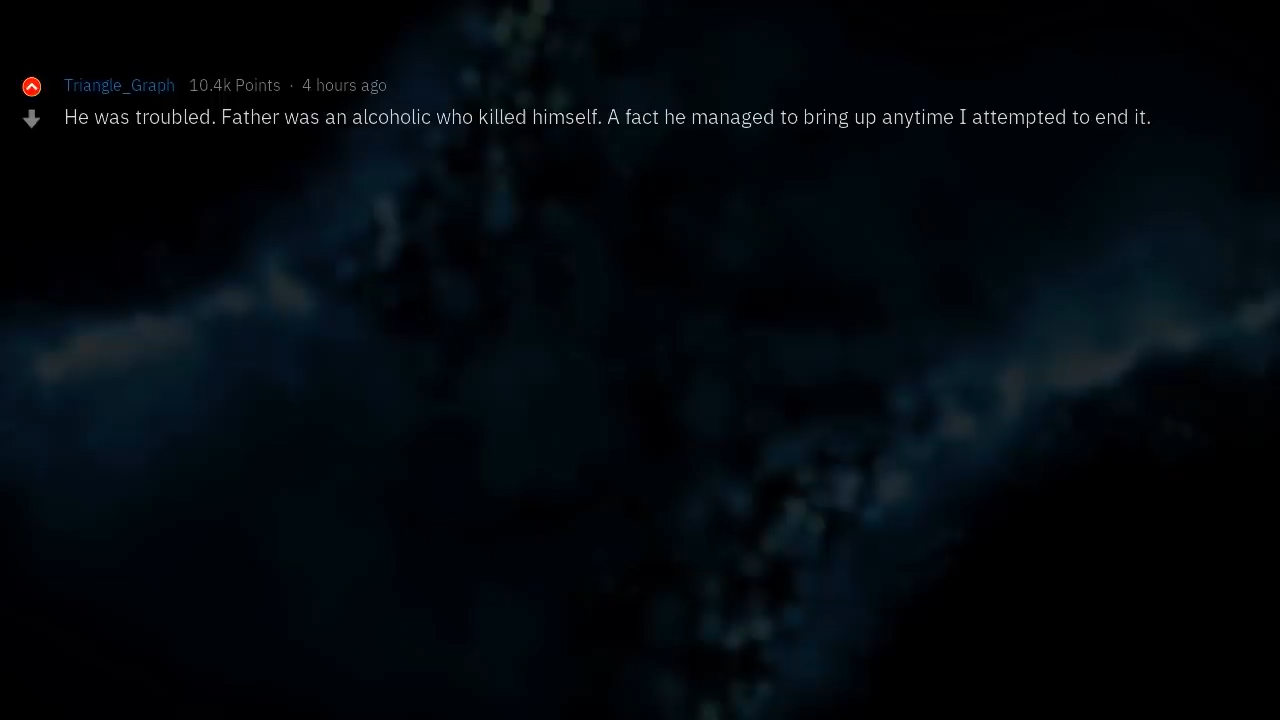 Triangle_Graph 10.4k Points · 4 hours ago
He was troubled. Father was an alcoholic who killed himself. A fact he managed to bring up anytime I attempted to end it.